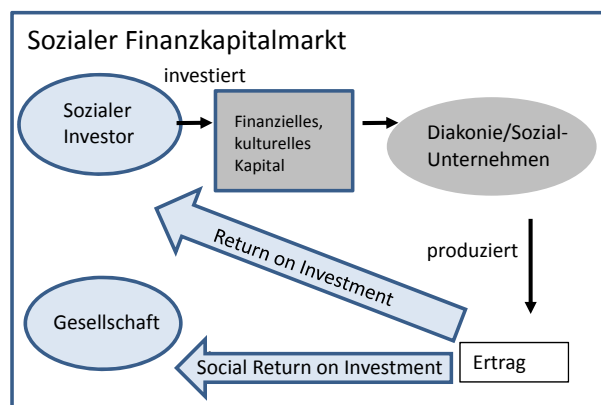 Sozialer Finanzkapitalmarkt
investiert
Sozialer
Investor
Finanzielles,
kulturelles
Kapital
Diakonie/Sozial-
Unternehmen
Return on Investment
produziert
Gesellschaft
Social Return on Investment
Ertrag